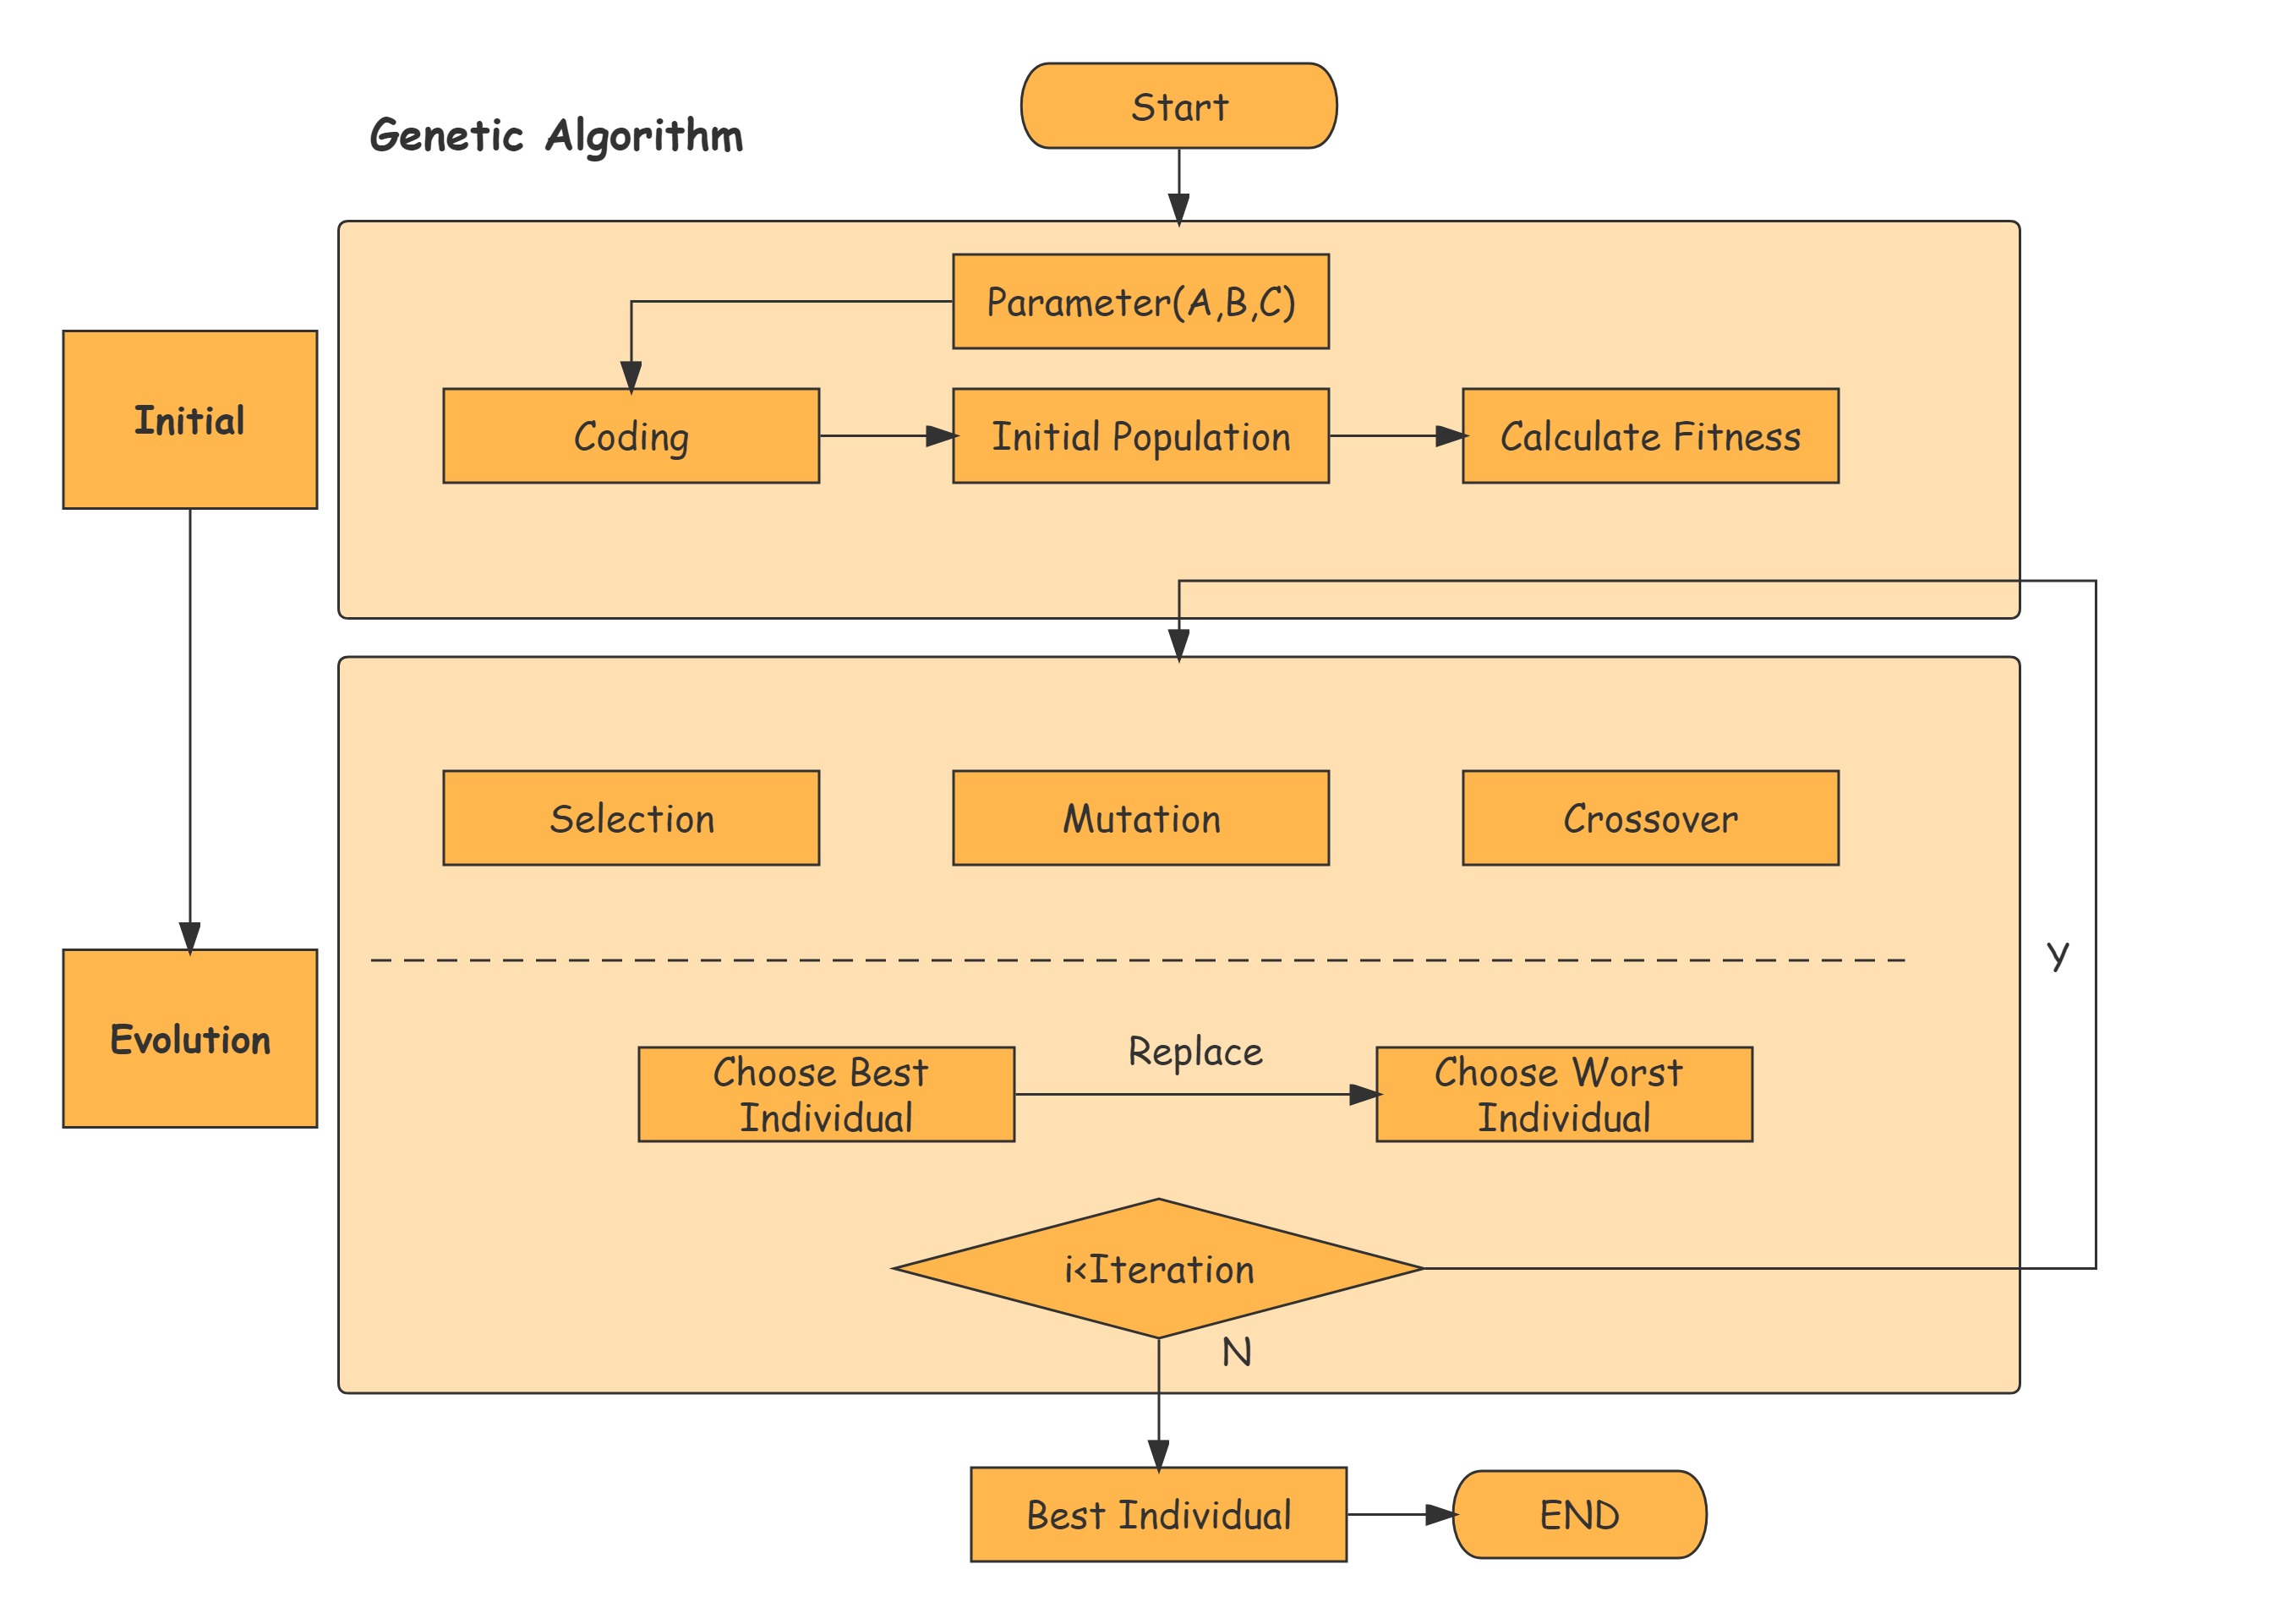 Start
Genetic Algorithm
Parameter(A,B,C)
Initial
Coding
Initial Population
Calculate Fitness
Selection
Mutation
Crossover
Y
Evolution
Replace
Choose Best
Individual
Choose Worst
Individual
i<Iteration
N
Best Individual
END